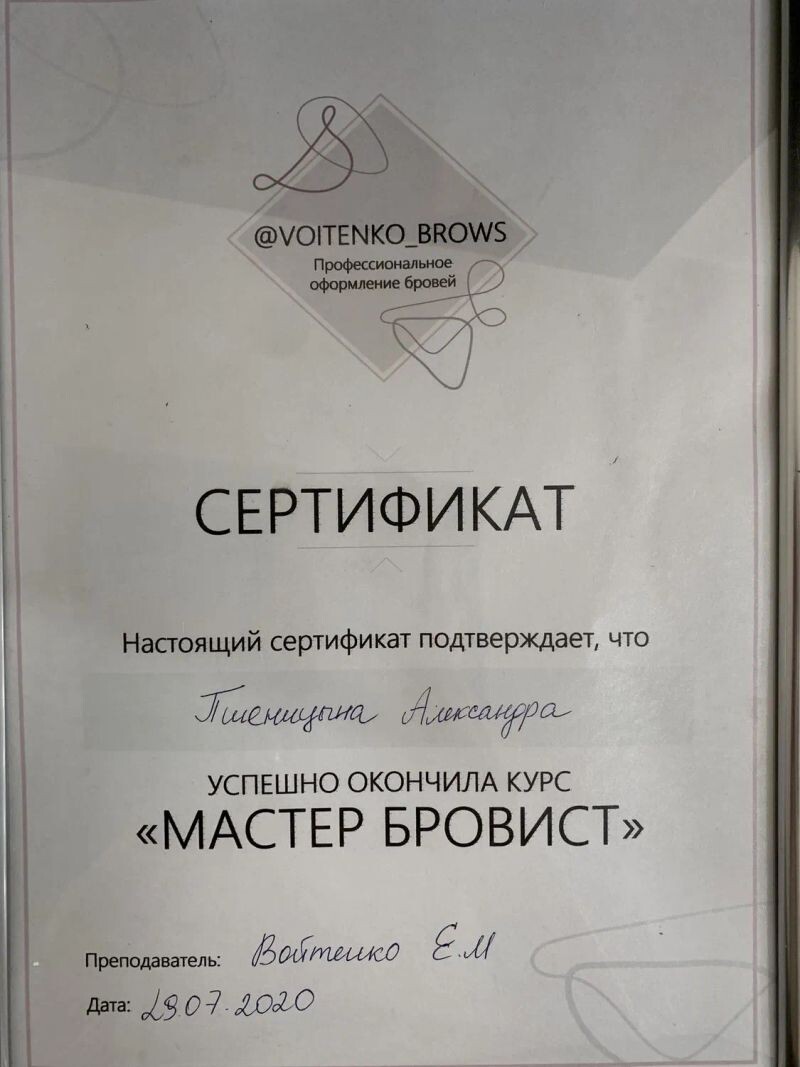 @VOITENKO_BROWS
Профессиональное
оформление бровей
СЕРТИФИКАТ
Настоящий сертификат подтверждает, что
Пшеницына Александра
УСПЕШНО ОКОНЧИЛА КУРС
«МАСТЕР БРОВИСТ»
Преподаватель: Войтенко Е.М
Дата: 29.07.2020